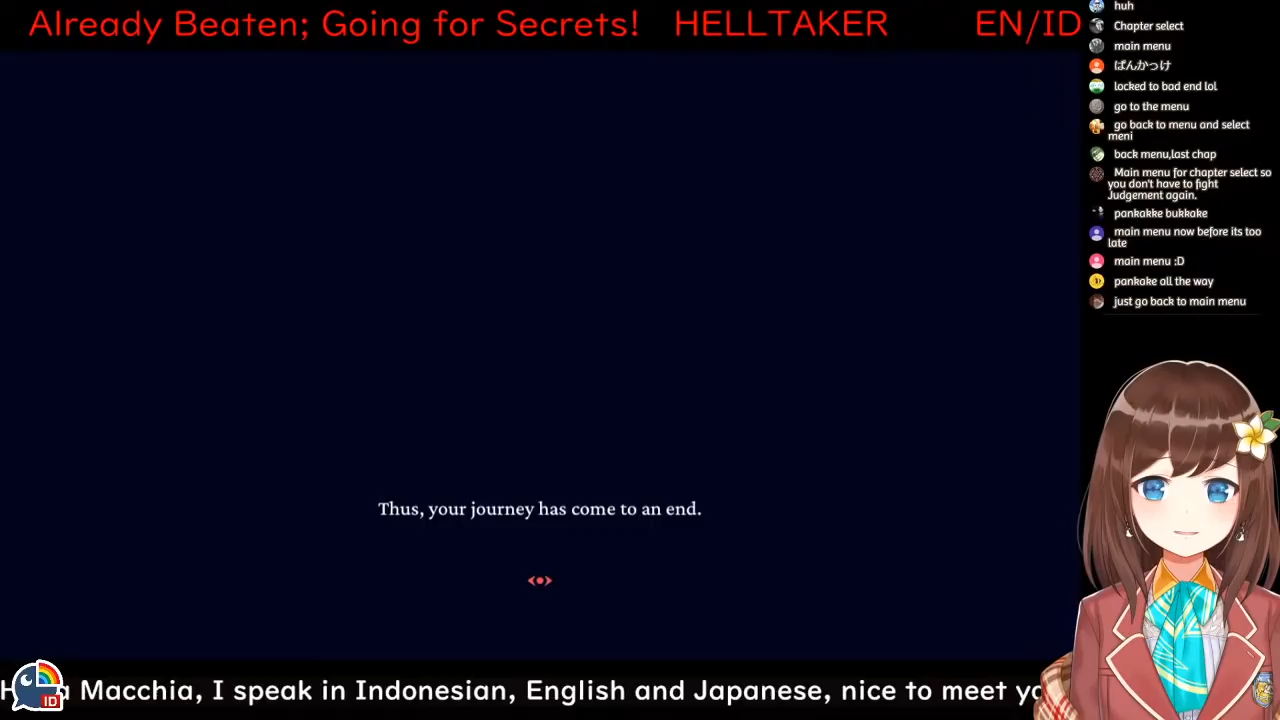 Already Beaten; Going for Secrets! HELLTAKER EN/ID
huh
Chapter select
main menu
ぱんかっけ
locked to bad end lol
go to the menu
go back to menu and select
meni
back menu,last chap
Main menu for chapter select so
you don't have to fight
Judgement again.
pankakke bukkake
main menu now before its too
late
main menu :D
pankake all the way
just go back to main menu
Thus, your journey has come to an end.
Macchia, I speak in Indonesian, English and Japanese, nice to meet
ID